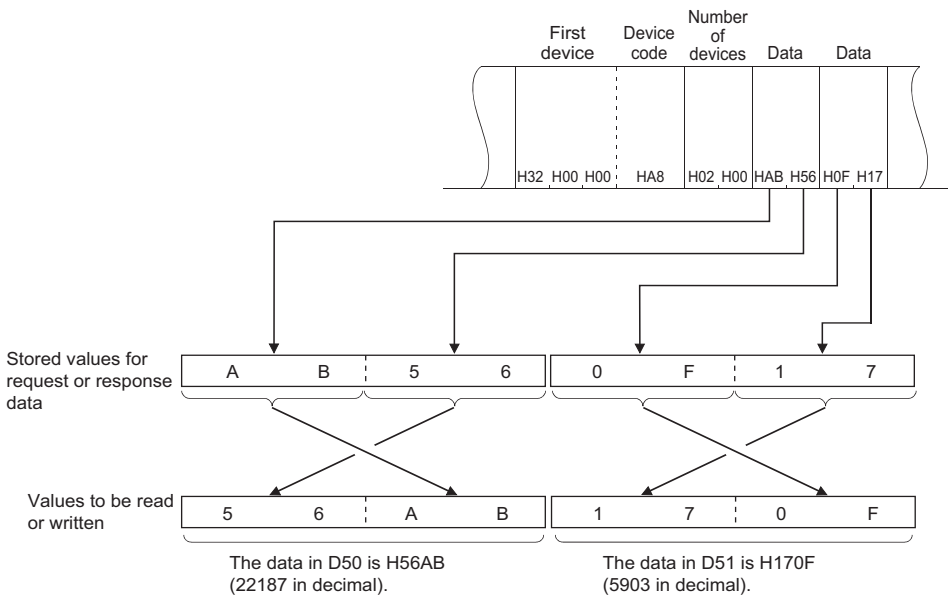 Number
First Device of
device code devices Data Data
H32 H00 H00 HA8 H02 H00 HAB H56 H0F H17
Stored values for
request or response
data
A B 5 6 0 F 1 7
Values to be read
or written
5 6 A B 1 7 0 F
The data in D50 is H56AB
(22187 in decimal).
The data in D51 is H170F
(5903 in decimal).